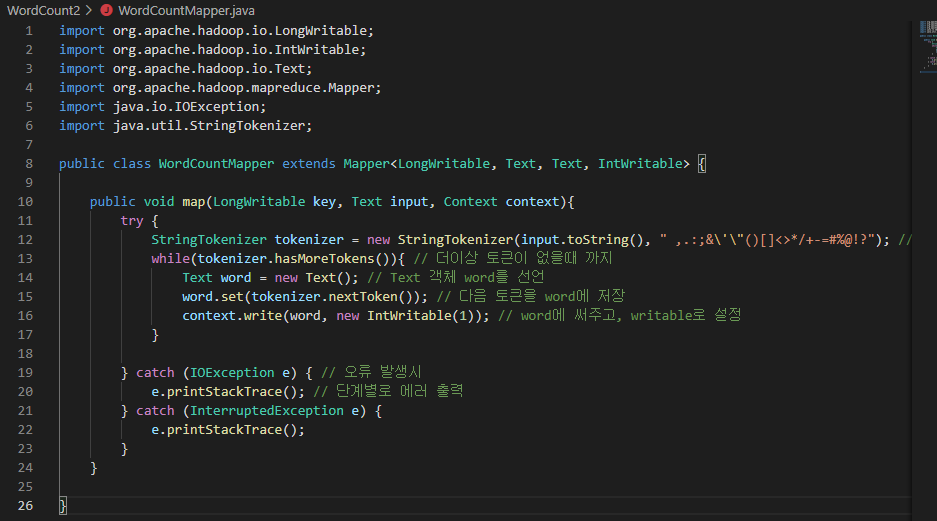 WordCount2 > WordCountMapper.java
1 import org.apache.hadoop.io.LongWritable;
2 import org.apache.hadoop.io.IntWritable;
3 import org.apache.hadoop.io.Text;
4 import org.apache.hadoop.mapreduce.Mapper;
5 import java.io.IOException;
6 import java.util.StringTokenizer;
7
8 public class WordCountMapper extends Mapper<LongWritable, Text, Text, IntWritable> {
9
10 public void map(LongWritable key, Text input, Context context){
11 try {
12 StringTokenizer tokenizer = new StringTokenizer(input.toString(), " ,.:;&\'\"()[]<>*/+-=#%@!?"); //
13 while(tokenizer.hasMoreTokens()){ // 더이상 토큰이 없을때 까지
14 Text word = new Text(); // Text 객체 word를 선언
15 word.set(tokenizer.nextToken()); // 다음 토큰을 word에 저장
16 context.write(word, new IntWritable(1)); // word에 써주고, writable로 설정
17 }
18
19 } catch (IOException e) { // 오류 발생시
20 e.printStackTrace(); // 단계별로 에러 출력
21 } catch (InterruptedException e) {
22 e.printStackTrace();
23 }
24 }
25
26 }